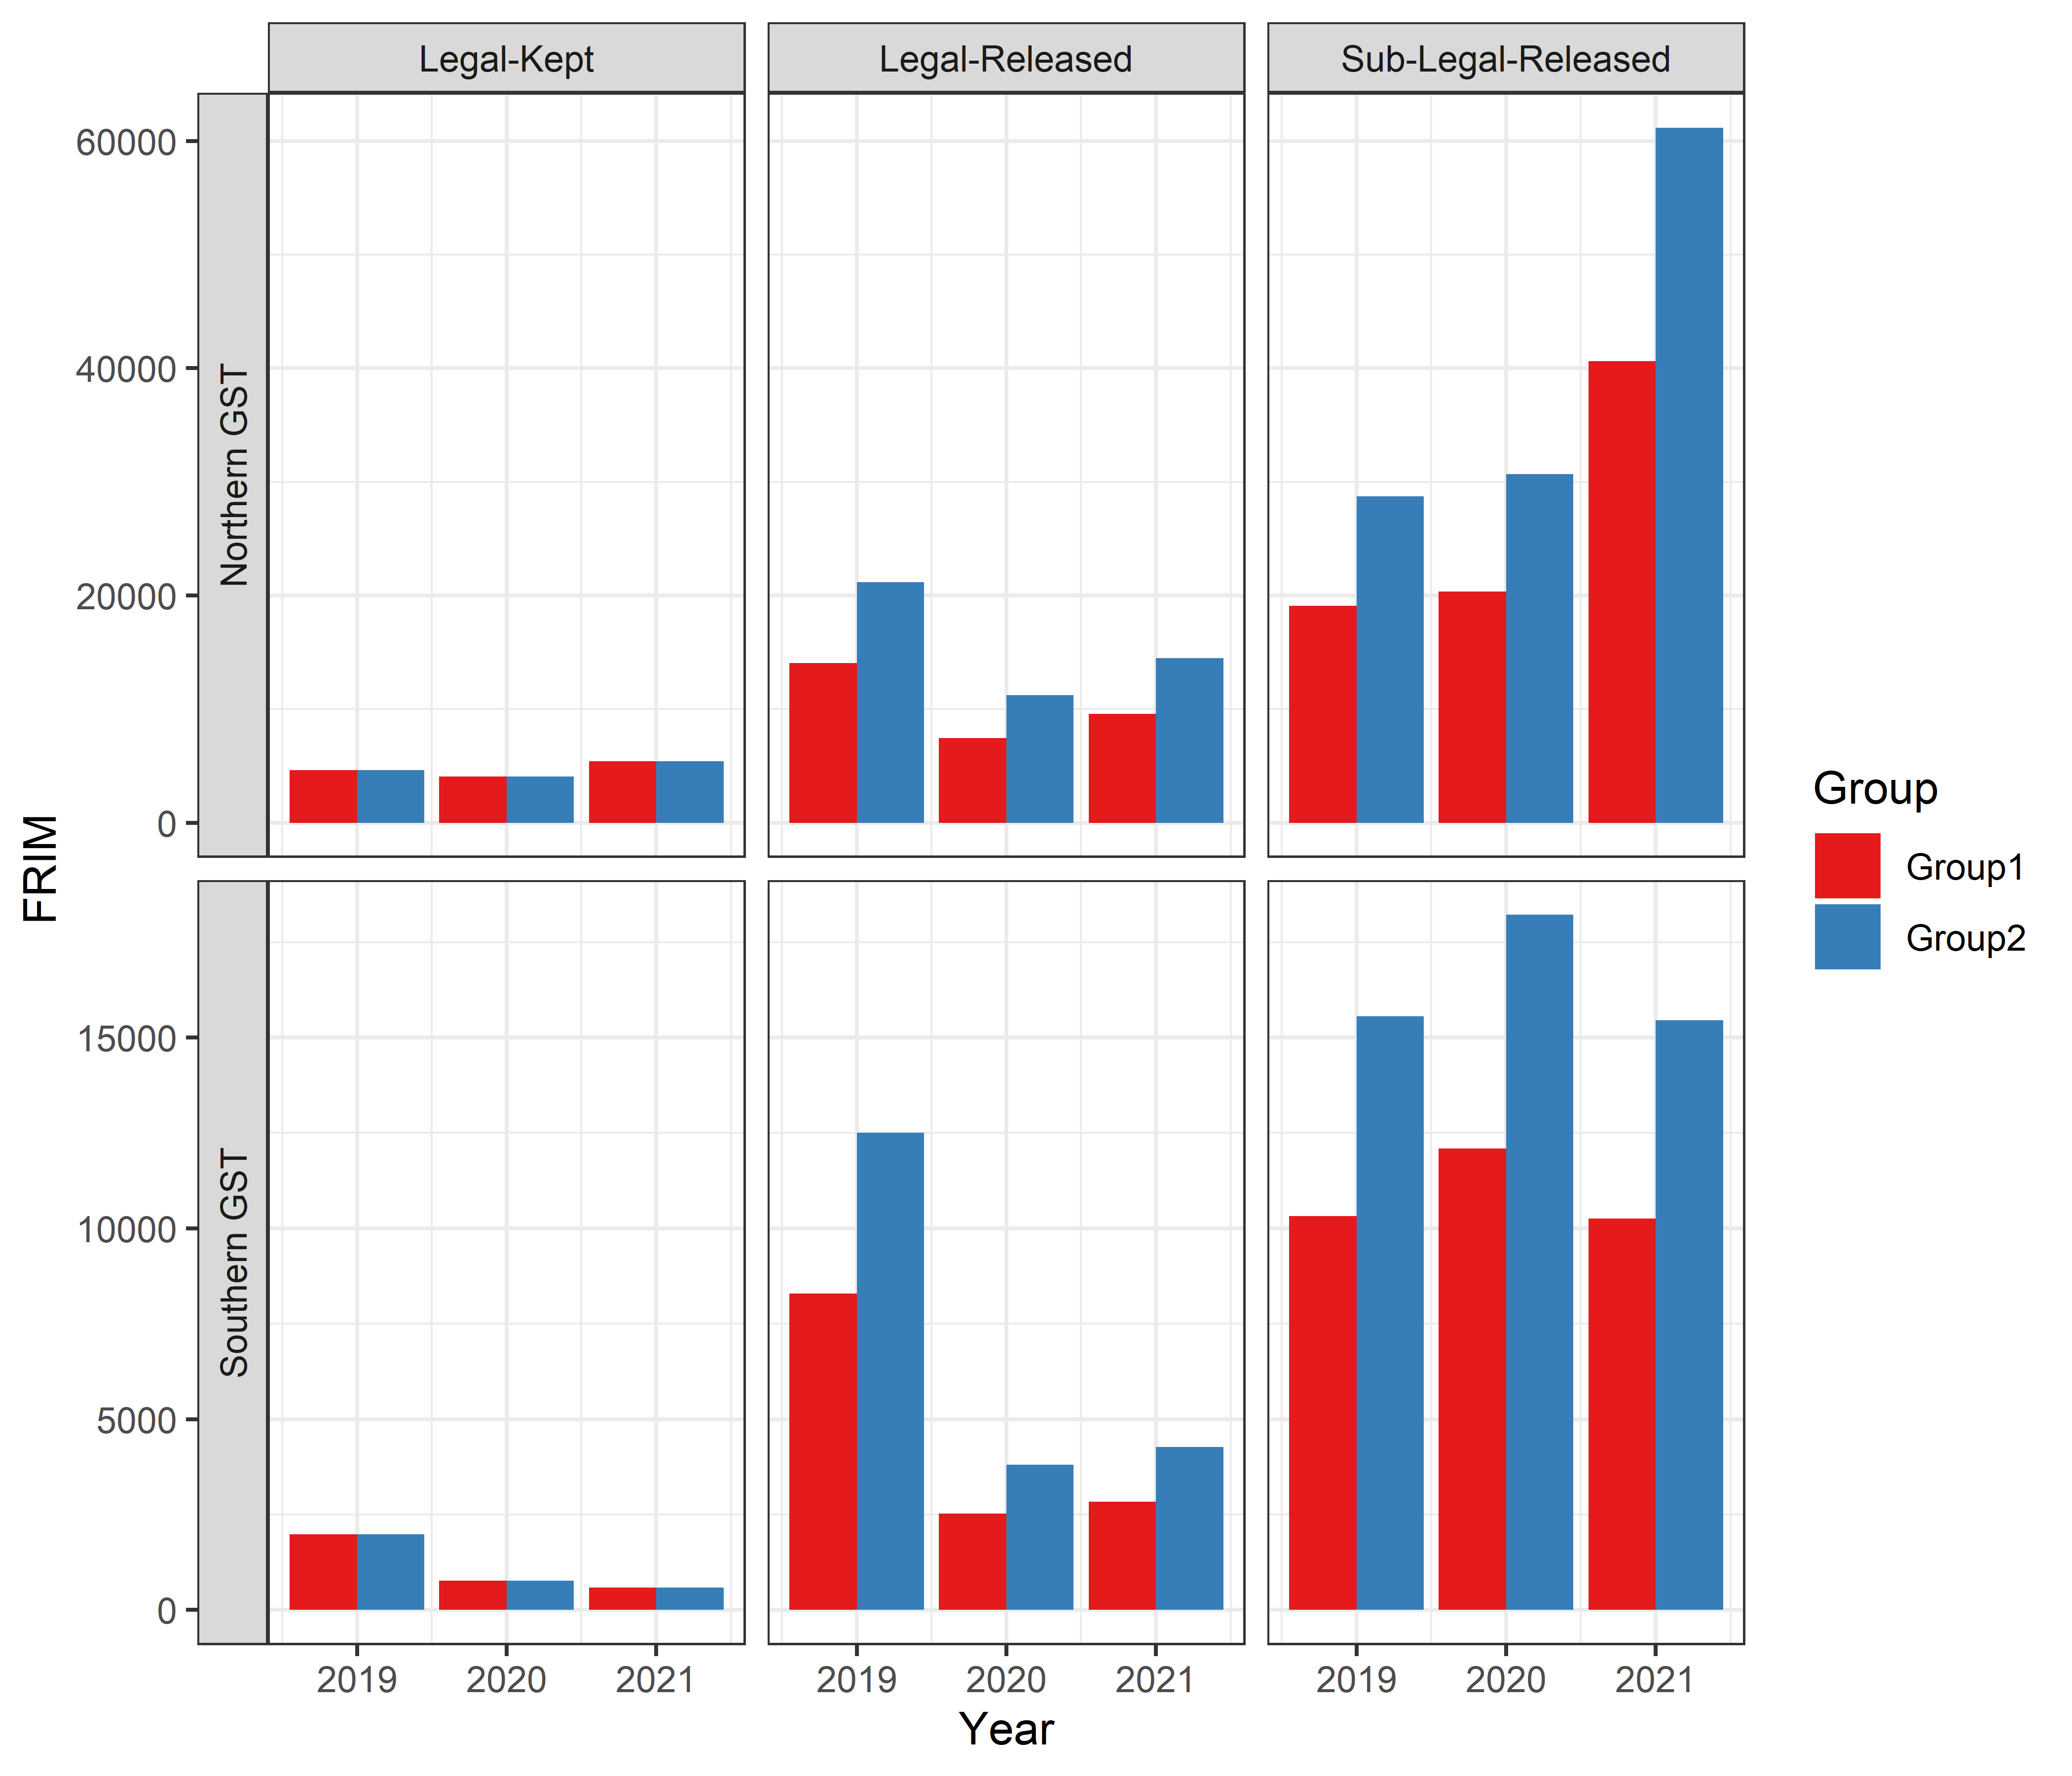 Legal-Kept
Legal-Released
Sub-Legal-Released
FRIM
Northern GST
60000
40000
20000
0
Southern GST
15000
10000
5000
0
2019 2020 2021
2019 2020 2021
2019 2020 2021
Year
Group
Group1
Group2